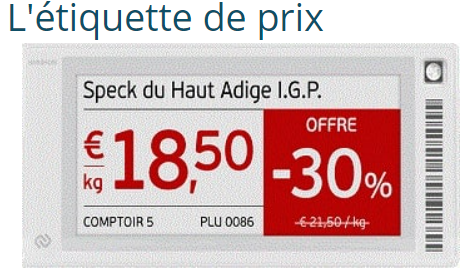 L'étiquette de prix
Speck du Haut Adige I.G.P.
€ kg 18,50
OFFRE
-30%
€ 21,50 / kg
COMPTOIR 5 PLU 0086